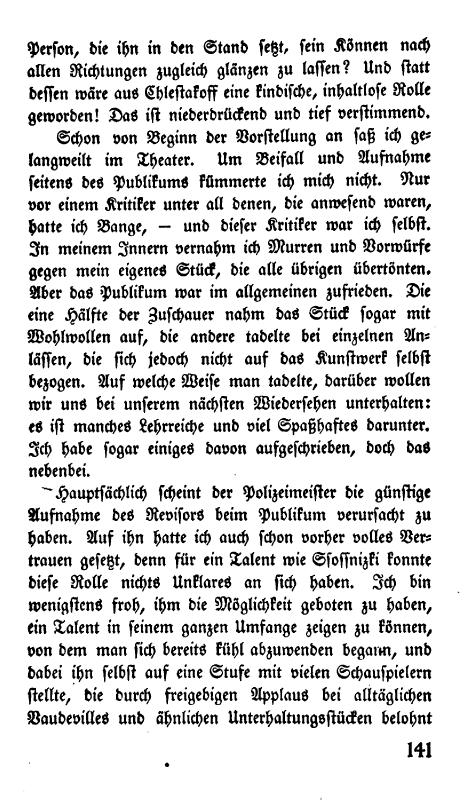 Person, die ihn in den Stand setzt, sein Können nach
allen Richtungen zugleich glänzen zu lassen? Und statt
dessen wäre aus Chlestakoff eine kindische, inhaltlose Rolle
geworden! Das ist niederdrückend und tief verstimmend.
Schon von Beginn der Vorstellung an saß ich ge-
langweilt im Theater. Um Beifall und Aufnahme
seitens des Publikums kümmerte ich mich nicht. Nur
vor einem Kritiker unter all denen, die anwesend waren,
hatte ich Bange, — und dieser Kritiker war ich selbst.
In meinem Innern vernahm ich Murren und Vorwürfe
gegen mein eigenes Stück, die alle übrigen übertönten.
Aber das Publikum war im allgemeinen zufrieden. Die
eine Hälfte der Zuschauer nahm das Stück sogar mit
Wohlwollen auf, die andere tadelte bei einzelnen An-
lässen, die sich jedoch nicht auf das Kunstwerk selbst
bezogen. Auf welche Weise man tadelte, darüber wollen
wir uns bei unserem nächsten Wiedersehen unterhalten:
es ist manches Lehrreiche und viel Spaßhaftes darunter.
Ich habe sogar einiges davon aufgeschrieben, doch das
nebenbei.
Hauptsächlich scheint der Polizeimeister die günstige
Aufnahme des Revisors beim Publikum verursacht zu
haben. Auf ihn hatte ich auch schon vorher volles Ver-
trauen gesetzt, denn für ein Talent wie Ssossnizki konnte
diese Rolle nichts Unklares an sich haben. Ich bin
wenigstens froh, ihm die Möglichkeit geboten zu haben,
ein Talent in seinem ganzen Umfange zeigen zu können,
von dem man sich bereits kühl abzuwenden begann, und
dabei ihn selbst auf eine Stufe mit vielen Schauspielern
stellte, die durch freigebigen Applaus bei alltäglichen
Vaudevilles und ähnlichen Unterhaltungsstücken belohnt
141